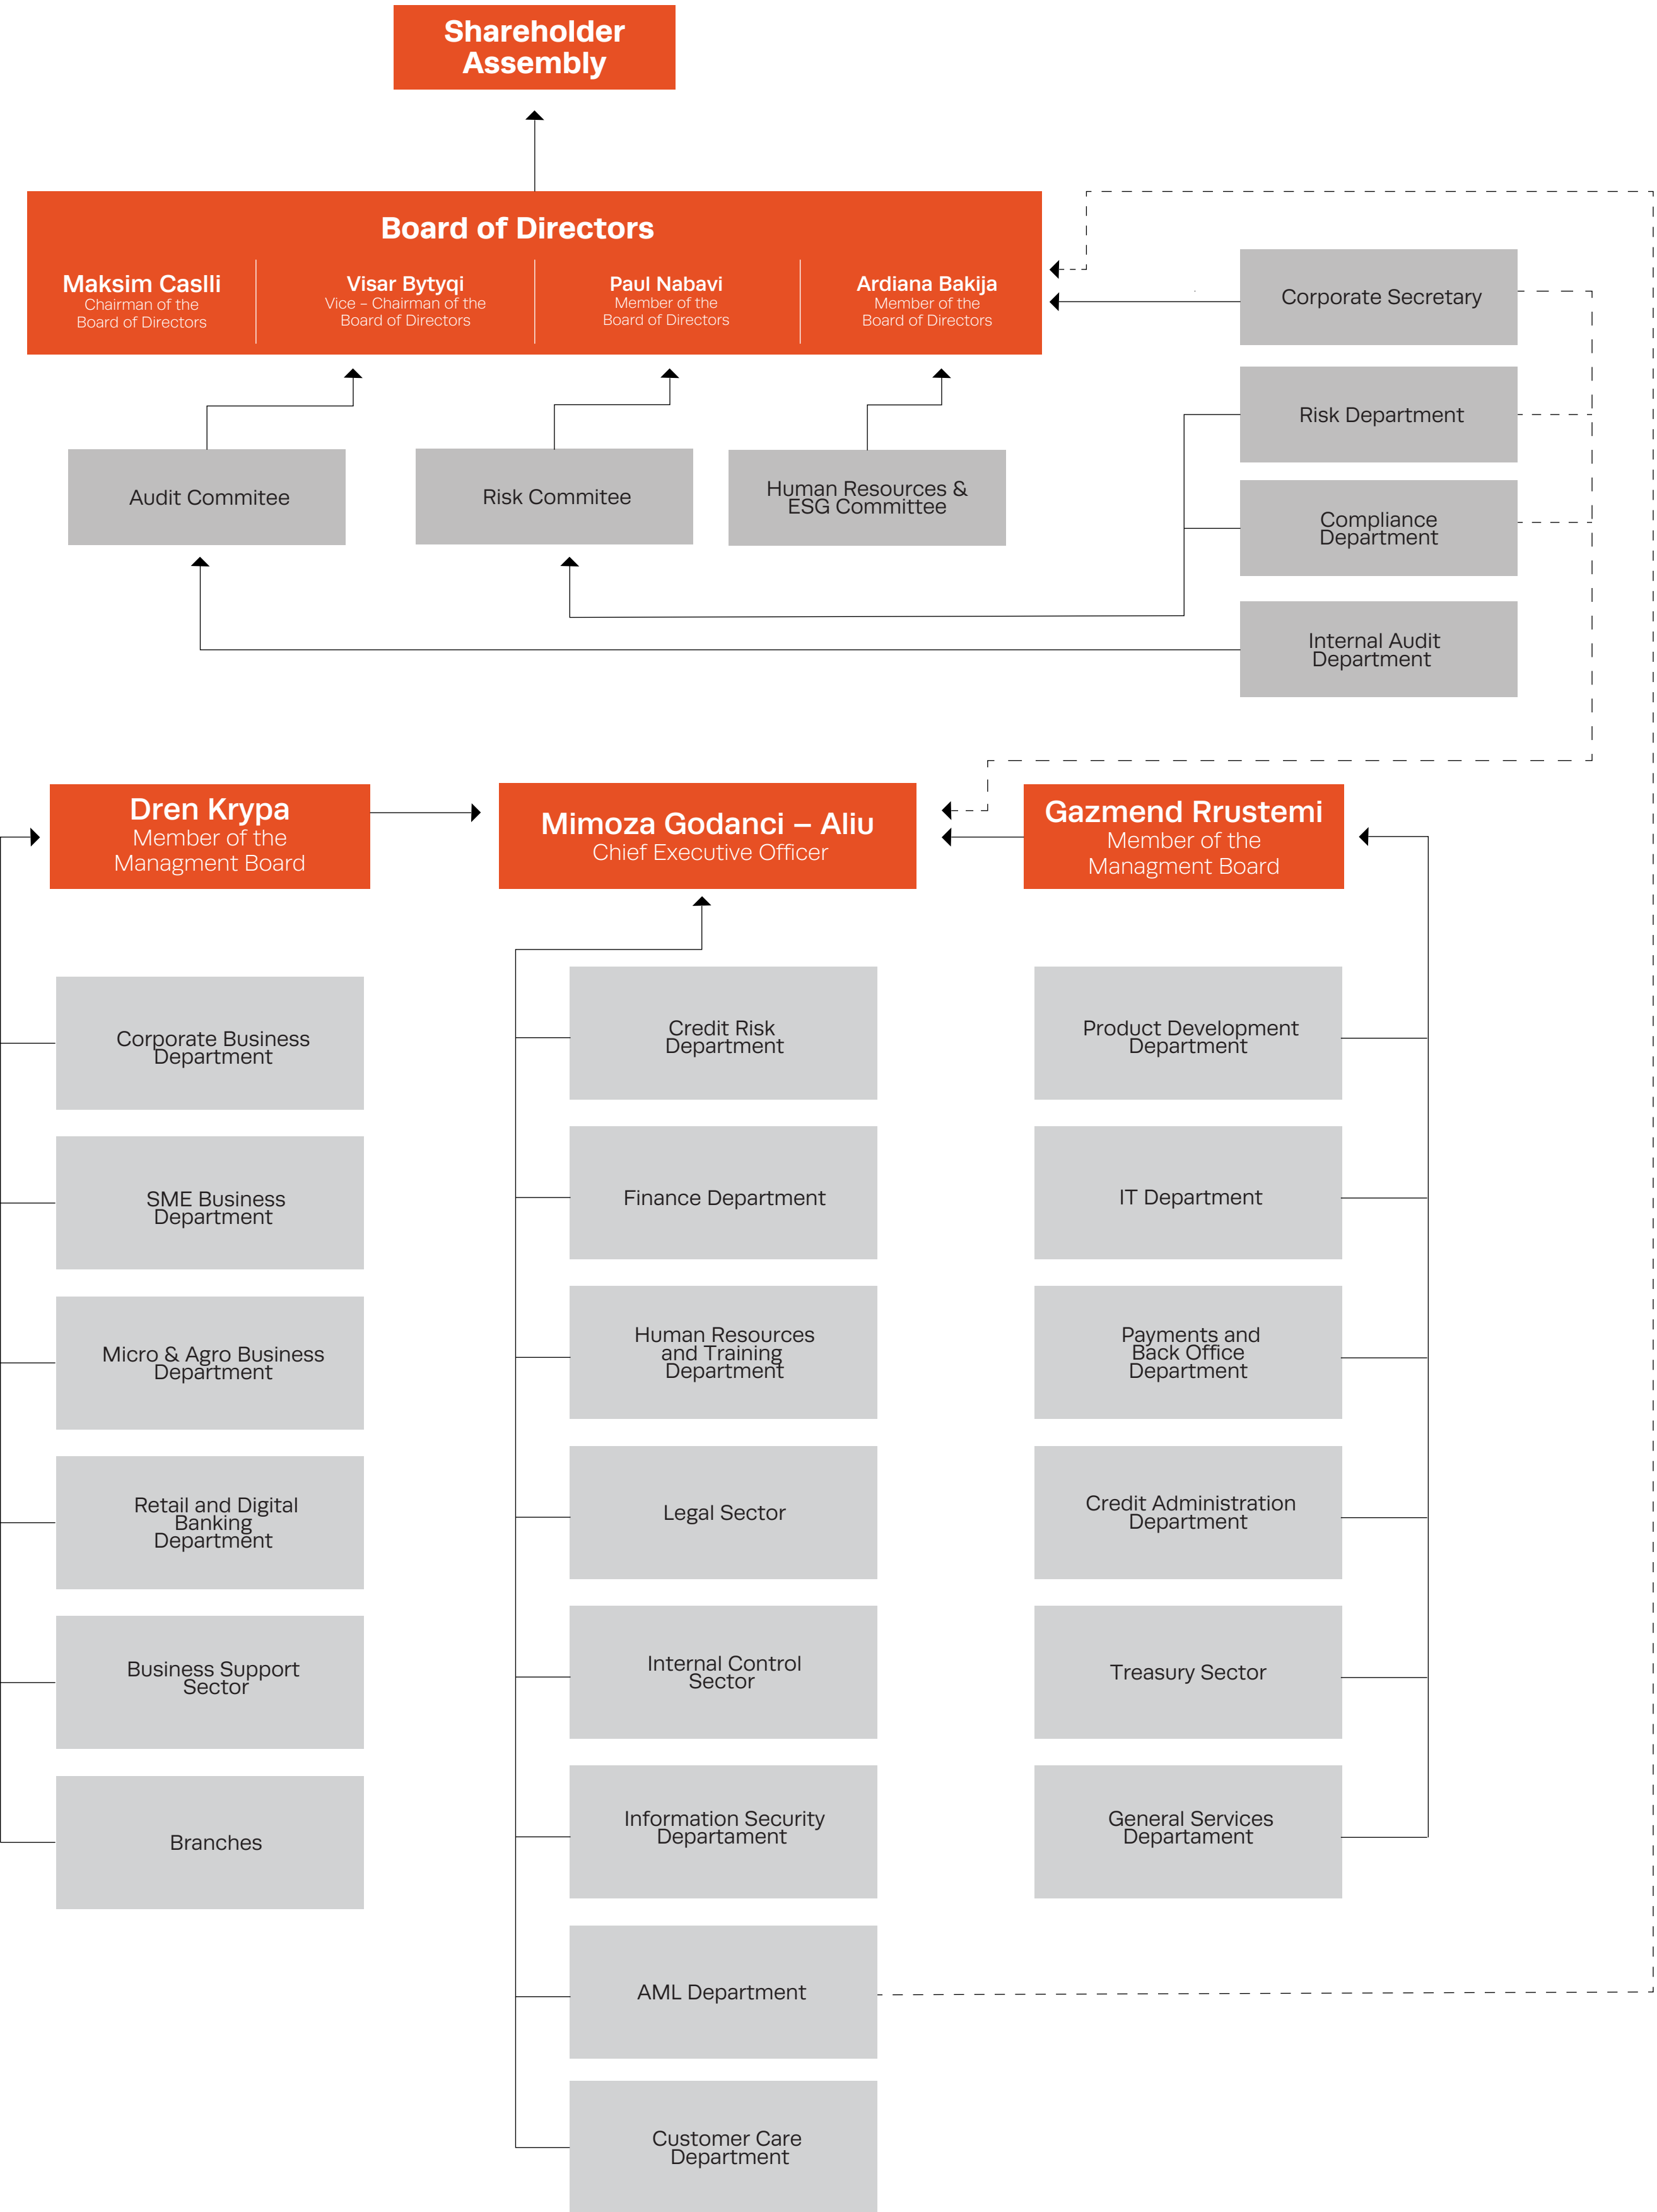 Shareholder
Assembly
Board of Directors
Maksim Caslli
Chairman of the
Board of Directors
Visar Bytyqi
Vice - Chairman of the
Board of Directors
Paul Nabavi
Member of the
Board of Directors
Ardiana Bakija
Member of the
Board of Directors
Corporate Secretary
Risk Department
Compliance
Department
Internal Audit
Department
Audit Commitee
Risk Commitee
Human Resources &
ESG Committee
Dren Krypa
Member of the
Managment Board
Mimoza Godanci – Aliu
Chief Executive Officer
Gazmend Rrustemi
Member of the
Managment Board
Corporate Business
Department
SME Business
Department
Micro & Agro Business
Department
Retail and Digital
Banking
Department
Business Support
Sector
Branches
Credit Risk
Department
Finance Department
Human Resources
and Training
Department
Legal Sector
Internal Control
Sector
Information Security
Departament
AML Department
Customer Care
Department
Product Development
Department
IT Department
Payments and
Back Office
Department
Credit Administration
Department
Treasury Sector
General Services
Departament